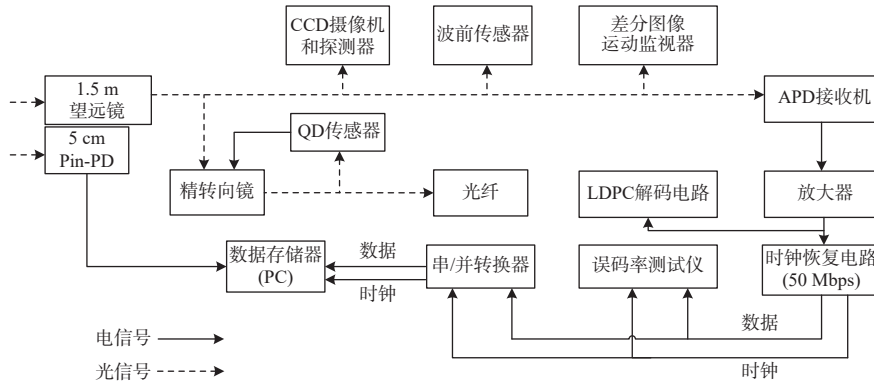 CCD摄像机
和探测器
波前传感器
差分图像
运动监视器
1.5 m
望远镜
APD接收机
5 cm
Pin-PD
QD传感器
精转向镜
光纤
LDPC解码电路
放大器
数据存储器
(PC)
数据
时钟
串/并转换器
误码率测试仪
时钟恢复电路
(50 Mbps)
数据
时钟
电信号
光信号